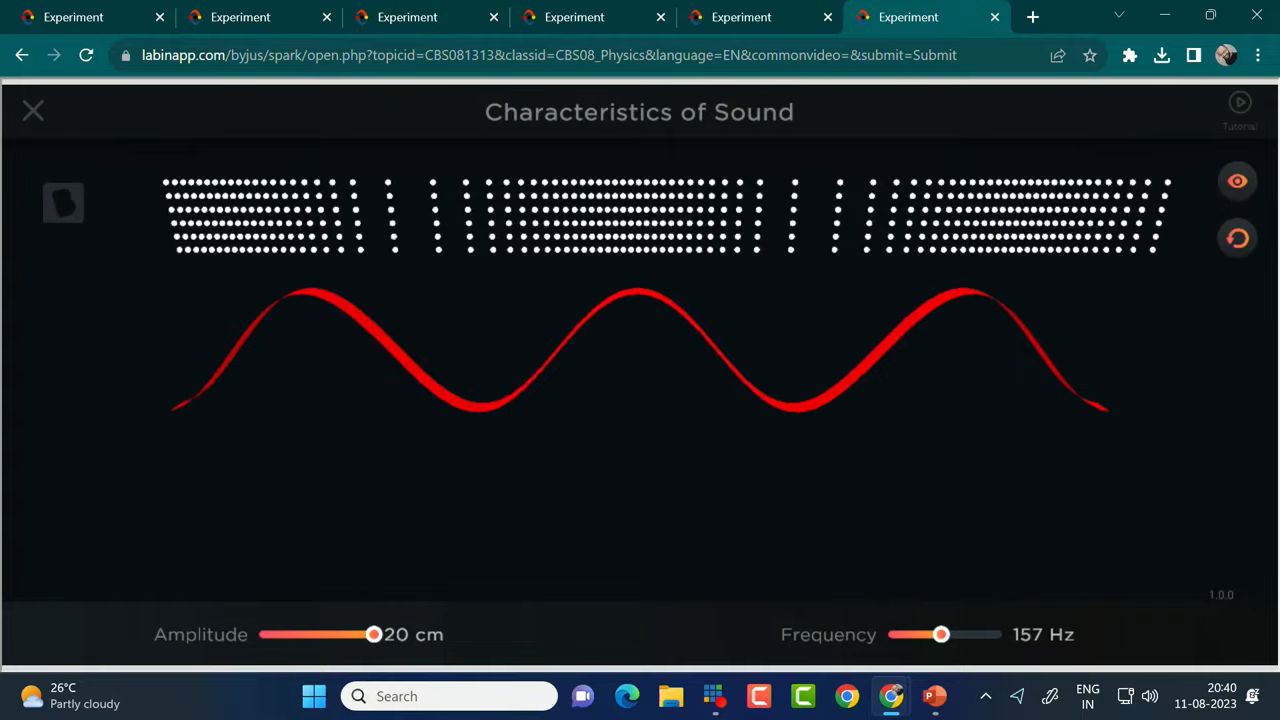 Experiment Experiment Experiment Experiment Experiment Experiment
labinapp.com/byjus/spark/open.php?topicid=CBS081313&classid=CBS08_Physics&language=EN&commonvideo=&submit=Submit
Characteristics of Sound
Tutorial
1.0.0
Amplitude 20 cm Frequency 157 Hz
26°C
Partly cloudy
Search
ENG
IN
20:40
11-08-2023